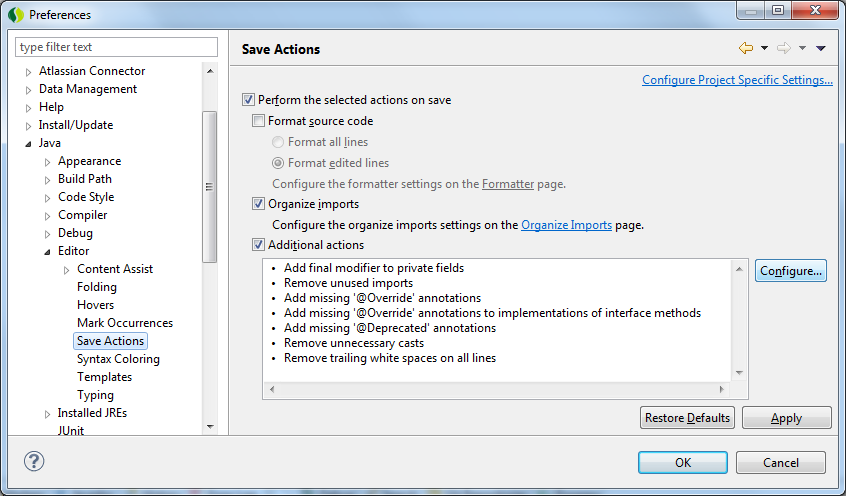 Preferences
type filter text
Atlassian Connector
Data Management
Help
Install/Update
Java
Appearance
Build Path
Code Style
Compiler
Debug
Editor
Content Assist
Folding
Hovers
Mark Occurrences
Save Actions
Syntax Coloring
Templates
Typing
Installed JREs
JUnit
Save Actions
Configure Project Specific Settings...
Perform the selected actions on save
Format source code
Format all lines
Format edited lines
Configure the formatter settings on the Formatter page.
Organize imports
Configure the organize imports settings on the Organize Imports page.
Additional actions
• Add final modifier to private fields
• Remove unused imports
• Add missing '@Override' annotations
• Add missing '@Override' annotations to implementations of interface methods
• Add missing '@Deprecated' annotations
• Remove unnecessary casts
• Remove trailing white spaces on all lines
Configure...
Restore Defaults
Apply
?
OK
Cancel